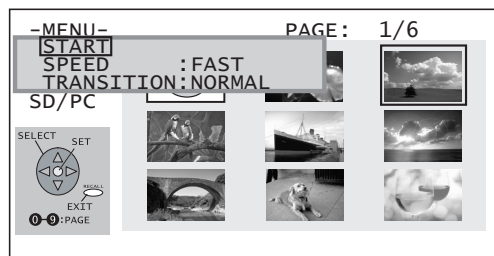 -MENU-
PAGE: 1/6
START
SPEED :FAST
TRANSITION:NORMAL
SD/PC
SELECT
SET
RECALL
EXIT
0-9:PAGE